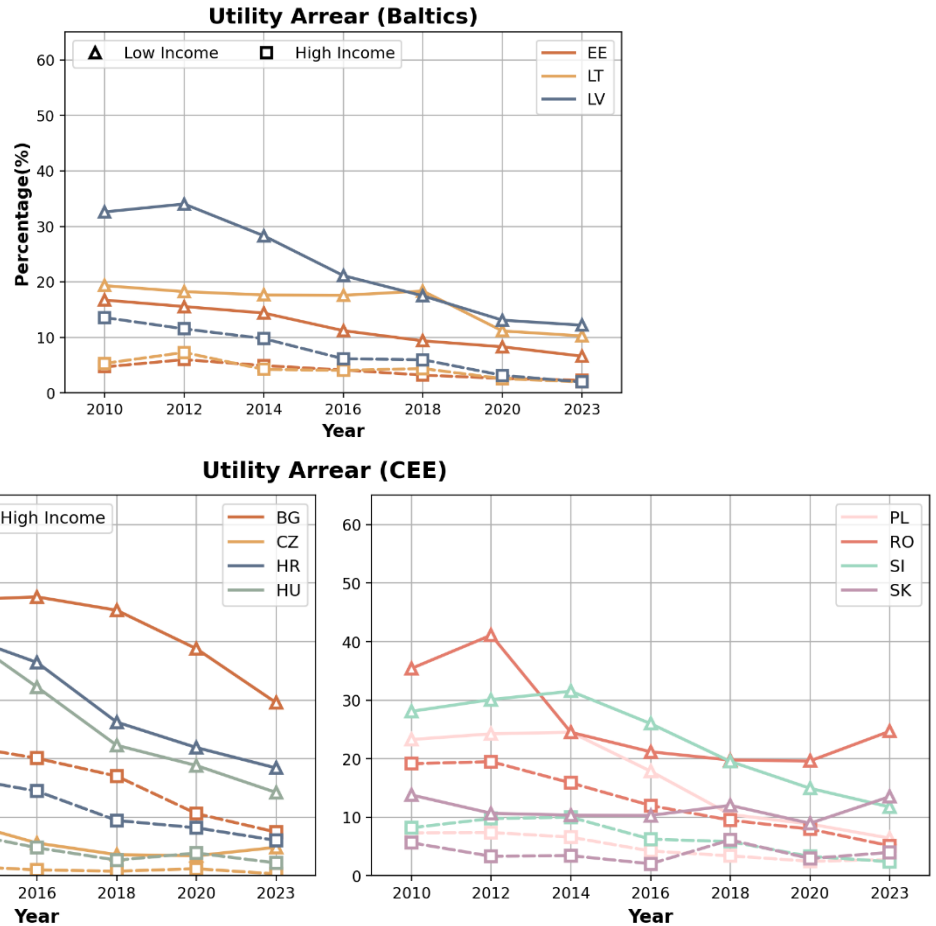 Utility Arrear (Baltics)
Low Income High Income
EE
LT
LV
60
50
40
30
20
10
0
Percentage(%)
2010 2012 2014 2016 2018 2020 2023
Year
Utility Arrear (CEE)
High Income
BG
CZ
HR
HU
2016 2018 2020 2023
Year
PL
RO
SI
SK
60
50
40
30
20
10
0
2010 2012 2014 2016 2018 2020 2023
Year